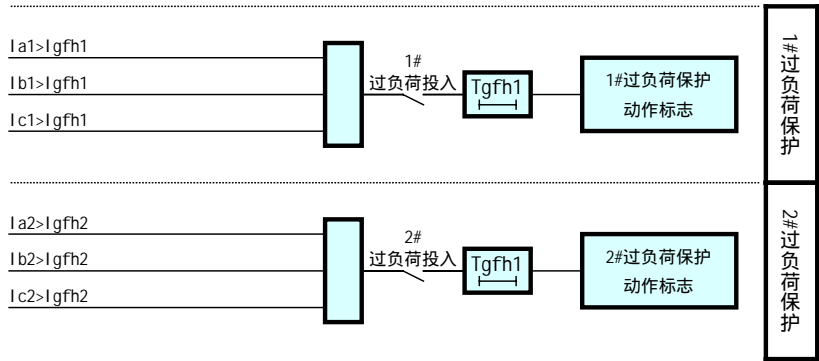 Ia1>Igfh1
Ib1>Igfh1
Ic1>Igfh1
1#
过负荷投入
Tgfh1
1#过负荷保护
动作标志
1#过负荷保护
Ia2>Igfh2
Ib2>Igfh2
Ic2>Igfh2
2#
过负荷投入
Tgfh1
2#过负荷保护
动作标志
2#过负荷保护